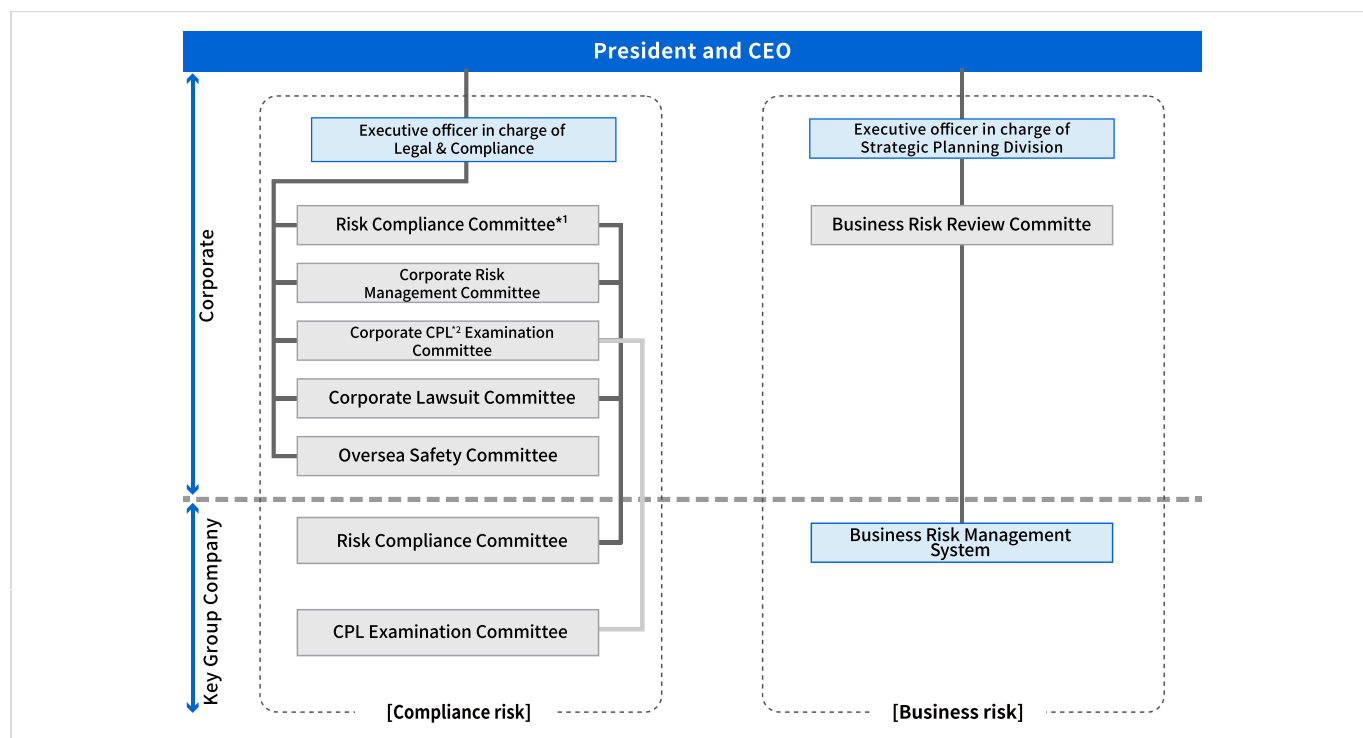 President and CEO
Executive officer in charge of
Legal & Compliance
Risk Compliance Committee*1
Corporate Risk
Management Committee
Corporate CPL*2 Examination
Committee
Corporate Lawsuit Committee
Oversea Safety Committee
Risk Compliance Committee
CPL Examination Committee
[Compliance risk]
Executive officer in charge of
Strategic Planning Division
Business Risk Review Committe
Business Risk Management
System
[Business risk]
Corporate
Key Group Company